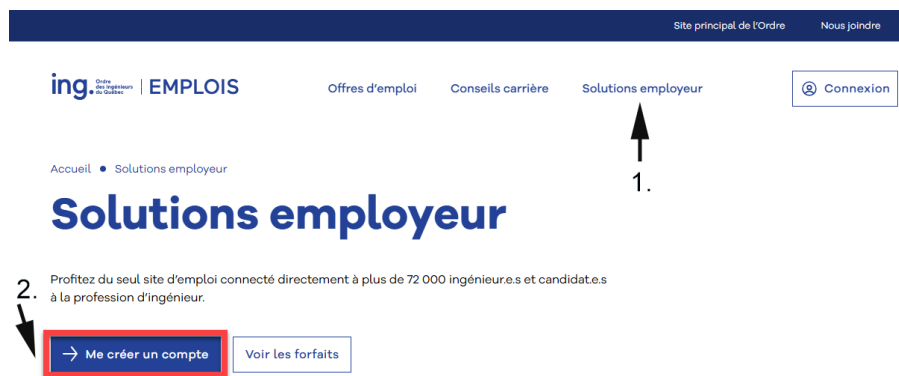 Site principal de l'Ordre Nous joindre
ing. Ordre des ingénieurs du Québec | EMPLOIS Offres d'emploi Conseils carrière Solutions employeur Connexion
1.
Accueil • Solutions employeur
Solutions employeur
Profitez du seul site d'emploi connecté directement à plus de 72 000 ingénieur.e.s et candidat.e.s
à la profession d'ingénieur.
2.
→ Me créer un compte Voir les forfaits